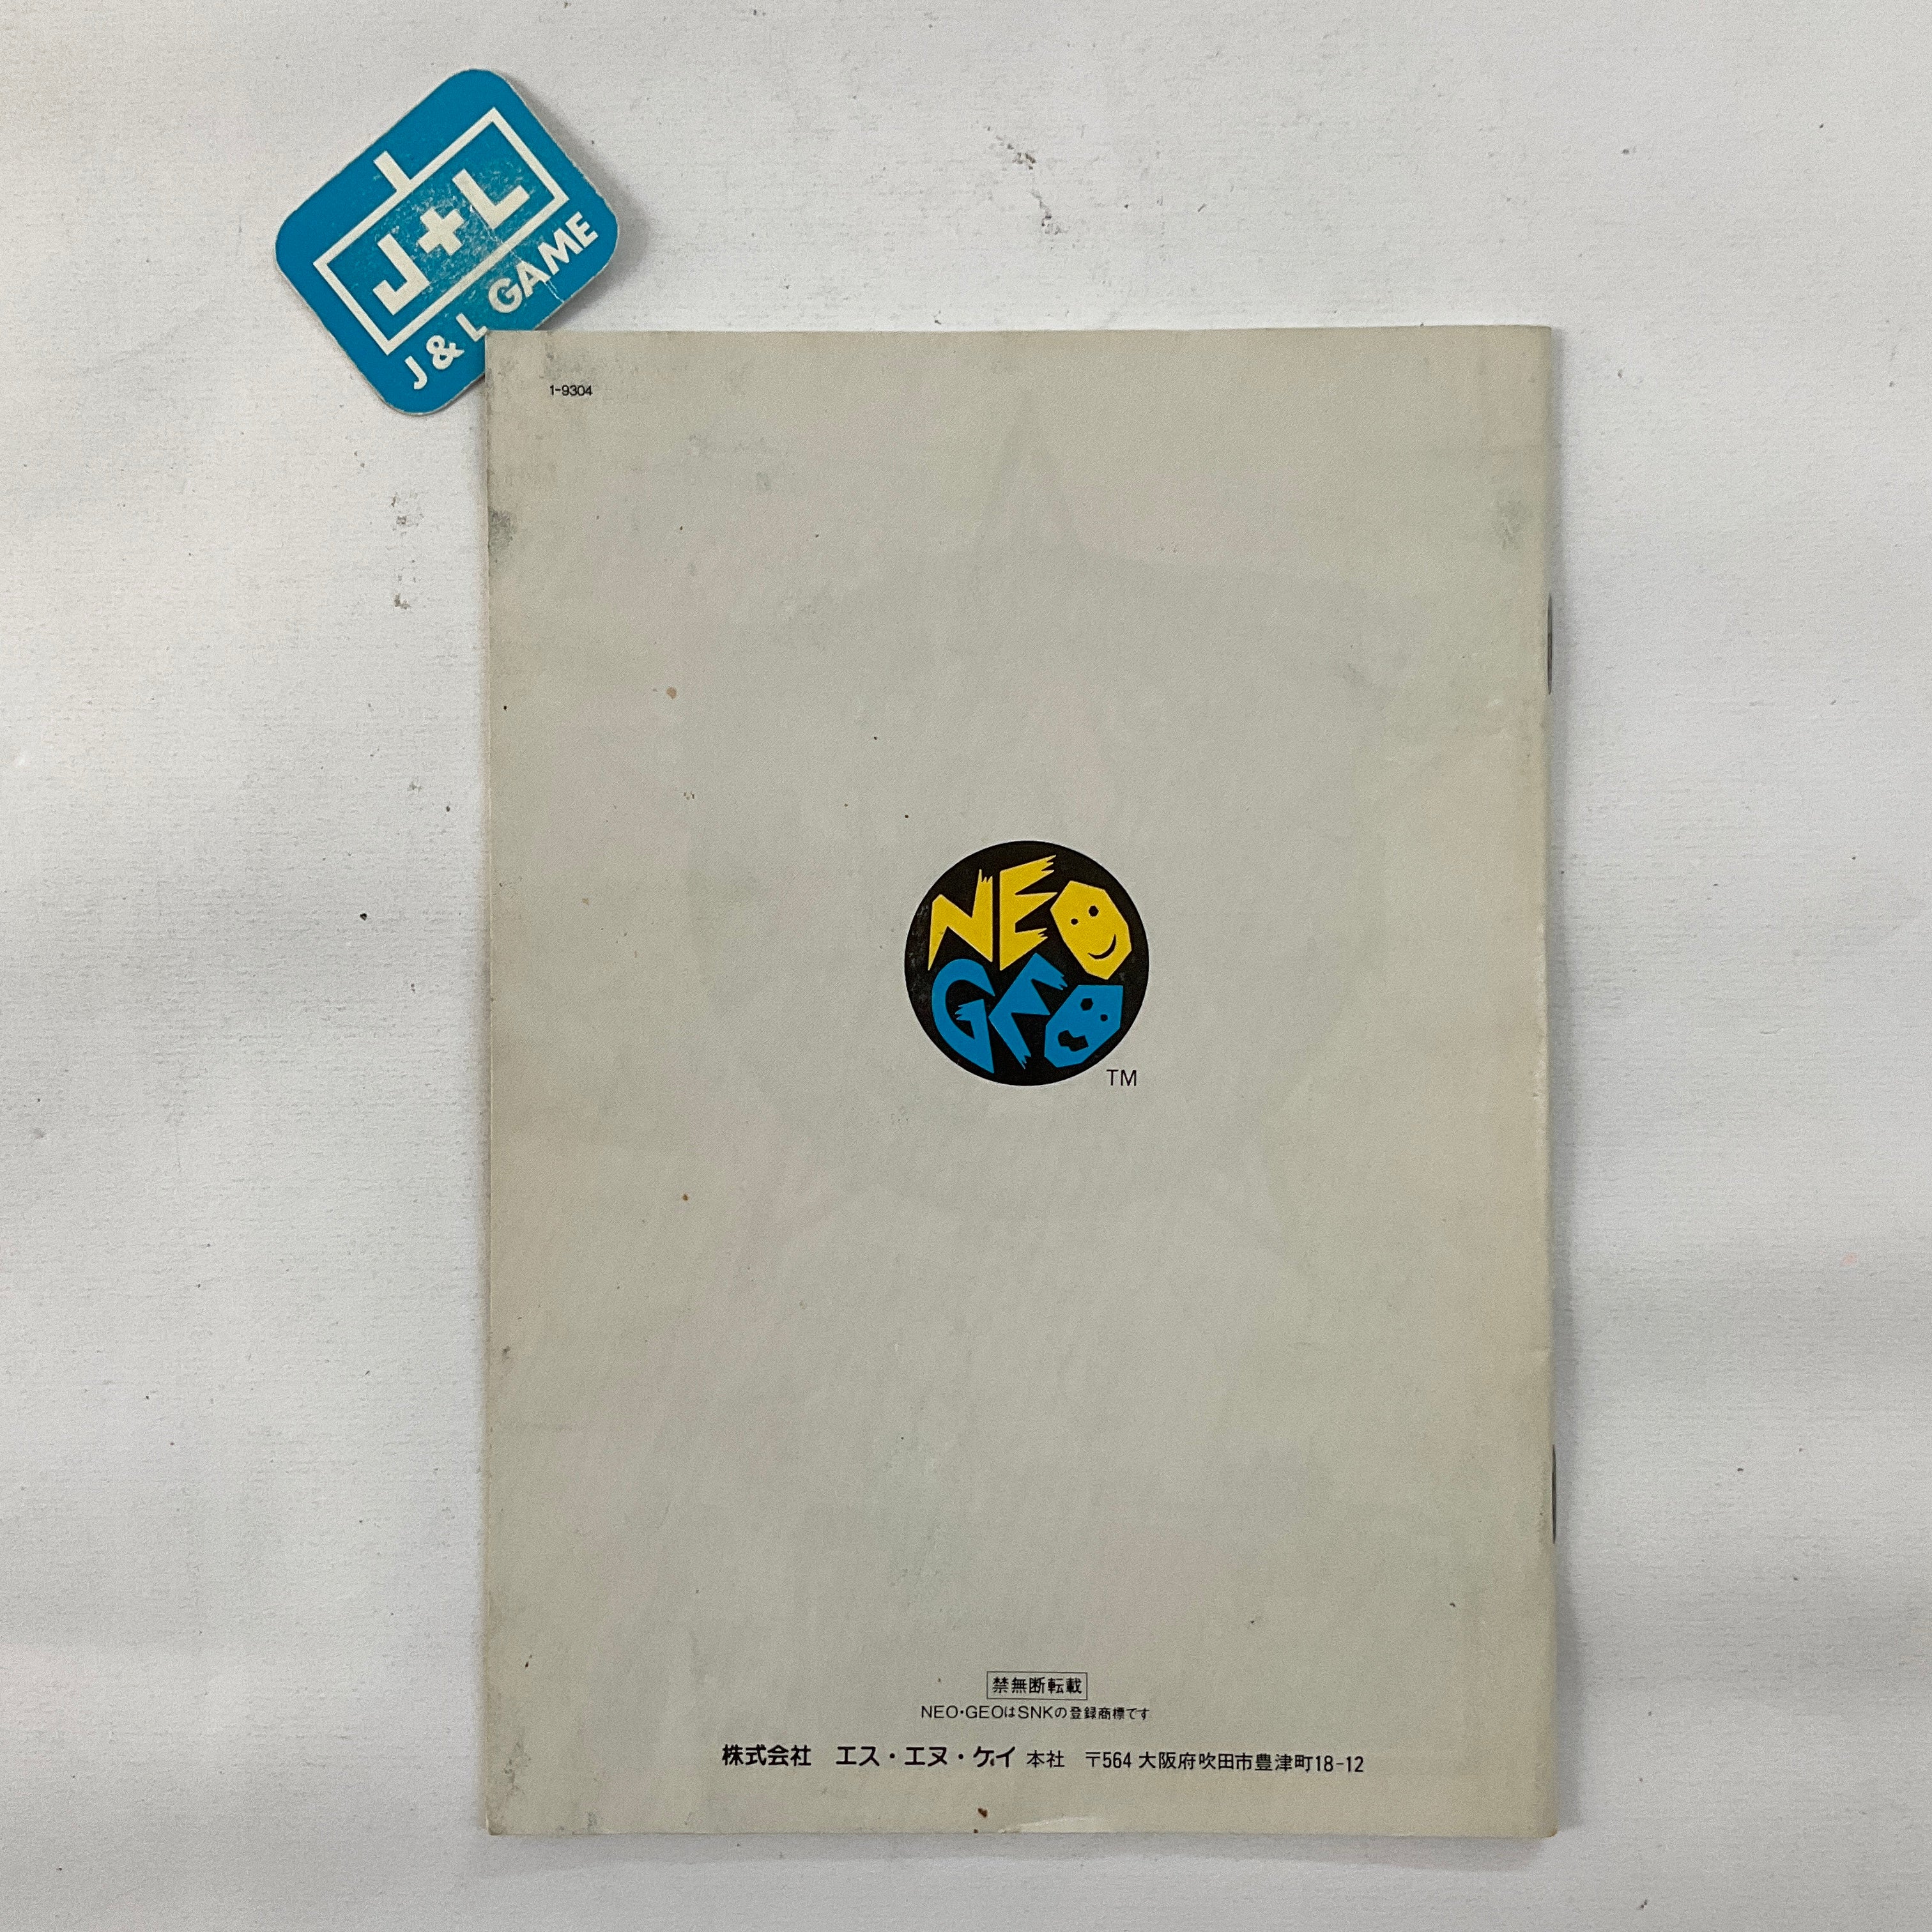 J+L
J & L GAME
1-9304
NEO
GEO
TM
禁無断転載
NEO・GEOはSNKの登録商標です
株式会社 エス・エヌ・ケイ 本社 〒564 大阪府吹田市豊津町18-12